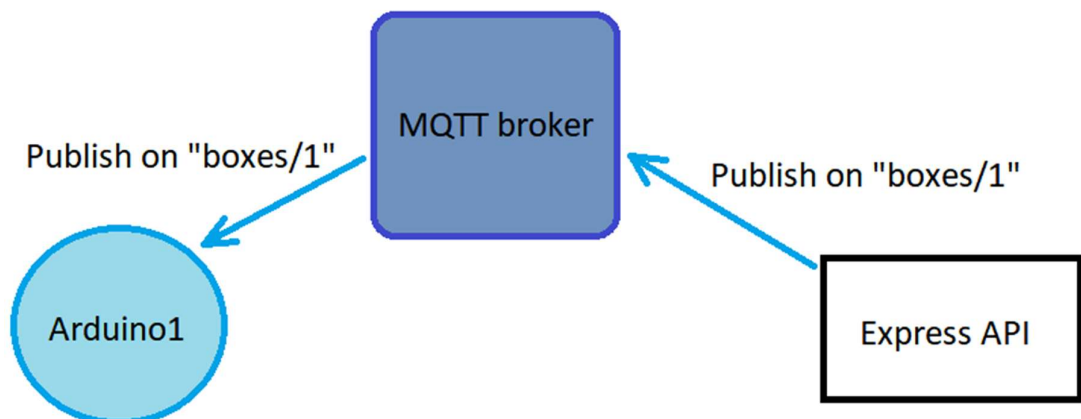 MQTT broker
Publish on "boxes/1"
Publish on "boxes/1"
Arduino1
Express API